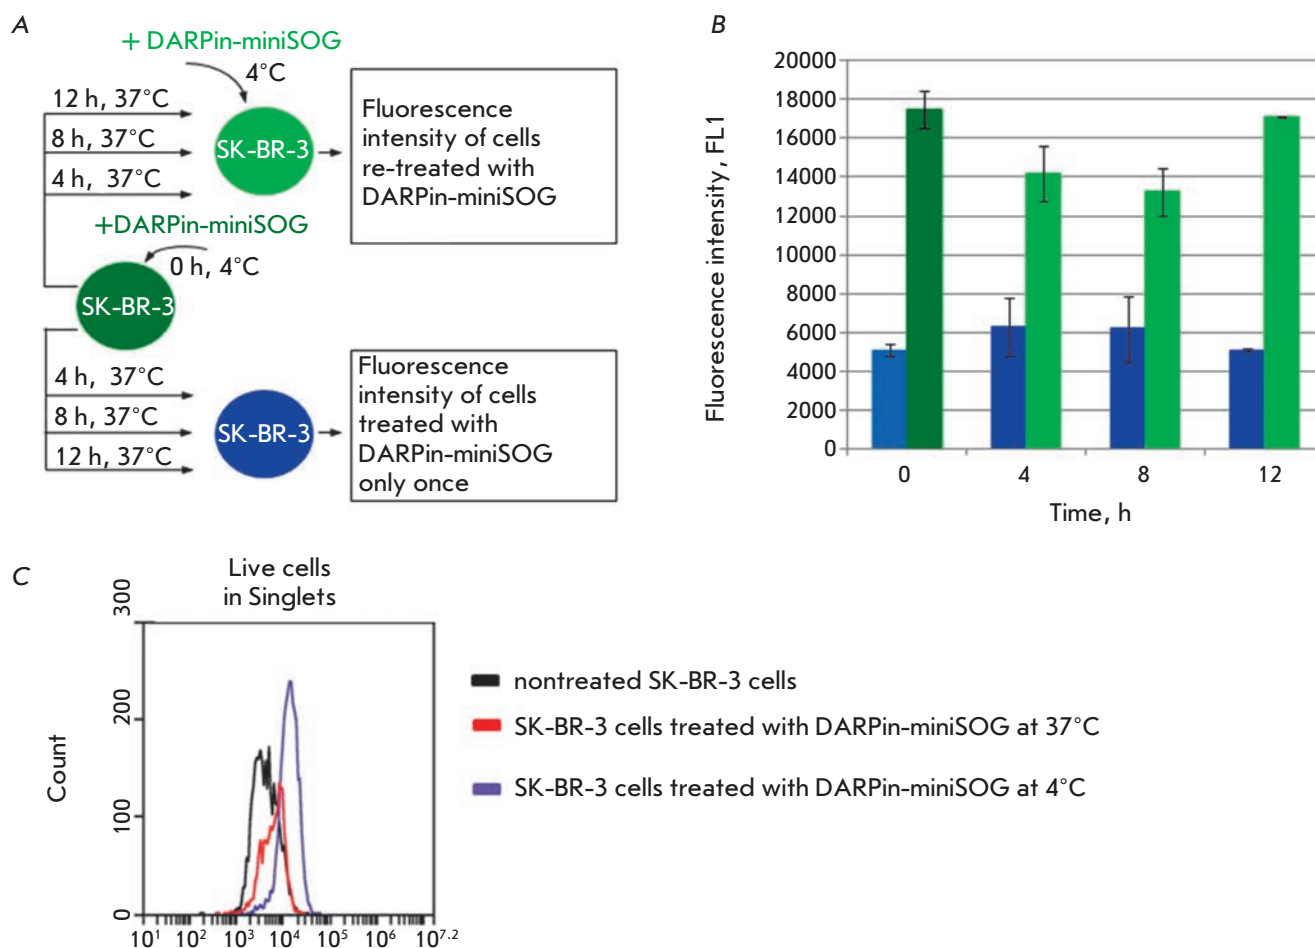 A
+ DARPin-miniSOG
4°C
12 h, 37°C
8 h, 37°C
4 h, 37°C
SK-BR-3
Fluorescence
intensity of cells
re-treated with
DARPin-miniSOG
+DARPin-miniSOG
0 h, 4°C
SK-BR-3
4 h, 37°C
8 h, 37°C
12 h, 37°C
SK-BR-3
Fluorescence
intensity of cells
treated with
DARPin-miniSOG
only once
B
Fluorescence intensity, FL1
20000
18000
16000
14000
12000
10000
8000
6000
4000
2000
0
0 4 8 12
Time, h
C
Live cells
in Singlets
Count
300
200
100
0
10¹ 10² 10³ 10⁴ 10⁵ 10⁶ 10⁷·²
nontreated SK-BR-3 cells
SK-BR-3 cells treated with DARPin-miniSOG at 37°C
SK-BR-3 cells treated with DARPin-miniSOG at 4°C